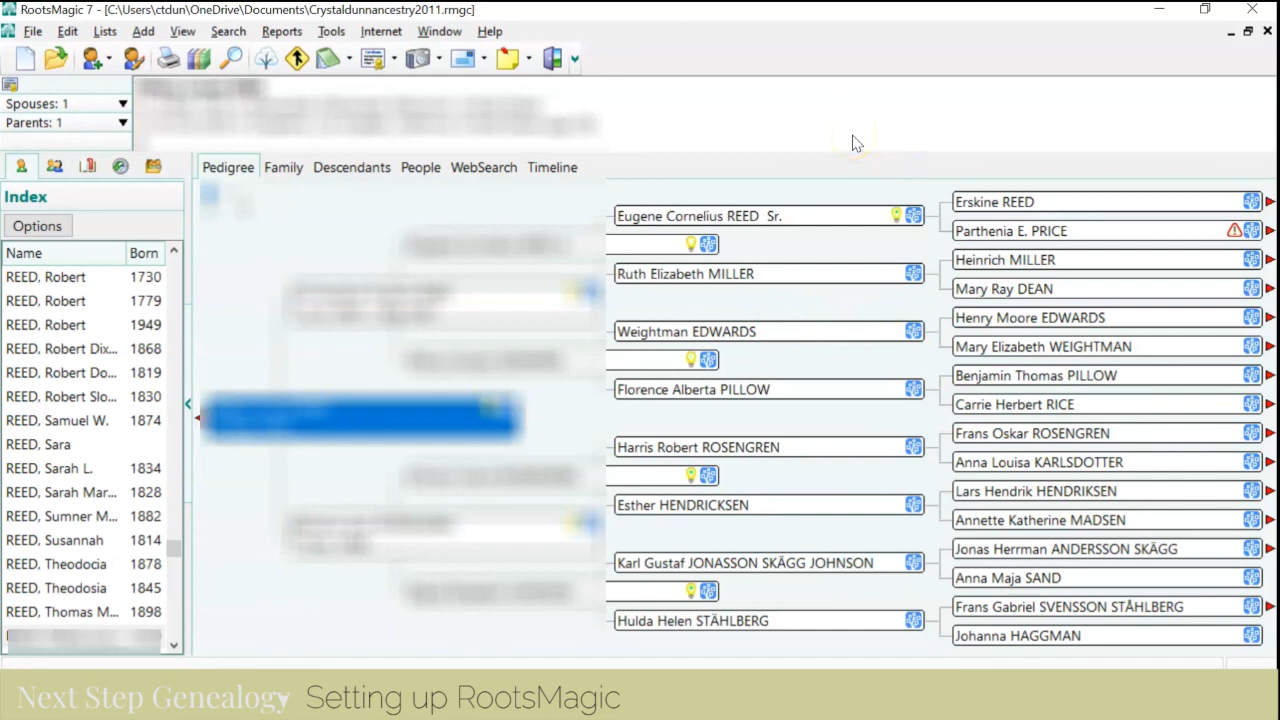 RootsMagic 7 - [C:\Users\ctdun\OneDrive\Documents\Crystaldunnancestry2011.rmgc]
File Edit Lists Add View Search Reports Tools Internet Window Help
Spouses: 1
Parents: 1
Pedigree Family Descendants People WebSearch Timeline
Index
Options
Name Born
REED, Robert 1730
REED, Robert 1779
REED, Robert 1949
REED, Robert Dix... 1868
REED, Robert Do... 1819
REED, Robert Slo... 1830
REED, Samuel W. 1874
REED, Sara
REED, Sarah L. 1834
REED, Sarah Mar... 1828
REED, Sumner M... 1882
REED, Susannah 1814
REED, Theodocia 1878
REED, Theodosia 1845
REED, Thomas M... 1898
Eugene Cornelius REED Sr.
Ruth Elizabeth MILLER
Weightman EDWARDS
Florence Alberta PILLOW
Harris Robert ROSENGREN
Esther HENDRICKSEN
Karl Gustaf JONASSON SKÄGG JOHNSON
Hulda Helen STÄHLBERG
Erskine REED
Parthenia E. PRICE
Heinrich MILLER
Mary Ray DEAN
Henry Moore EDWARDS
Mary Elizabeth WEIGHTMAN
Benjamin Thomas PILLOW
Carrie Herbert RICE
Frans Oskar ROSENGREN
Anna Louisa KARLSDOTTER
Lars Hendrik HENDRIKSEN
Annette Katherine MADSEN
Jonas Herrman ANDERSSON SKÄGG
Anna Maja SAND
Frans Gabriel SVENSSON STÅHLBERG
Johanna HAGGMAN
Next Step Genealogy Setting up RootsMagic